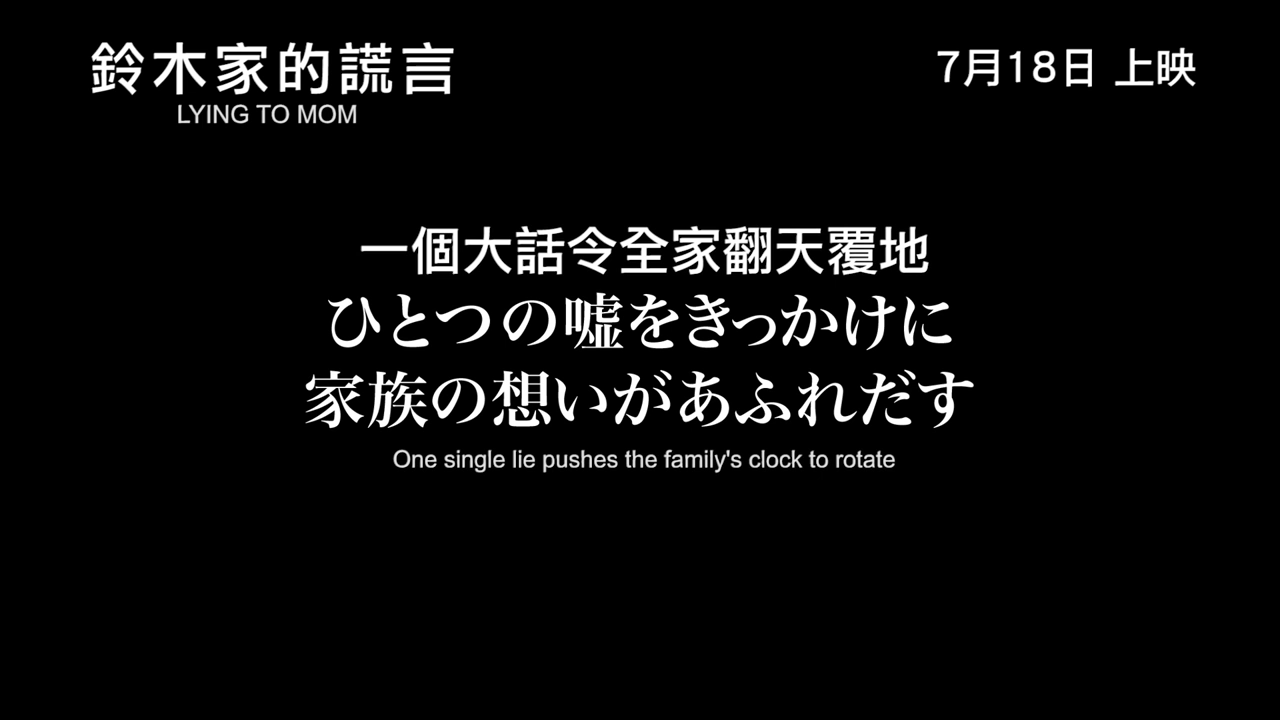 鈴木家的謊言
LYING TO MOM
7月18日 上映
一個大話令全家翻天覆地
ひとつの嘘をきっかけに
家族の想いがあふれだす
One single lie pushes the family's clock to rotate